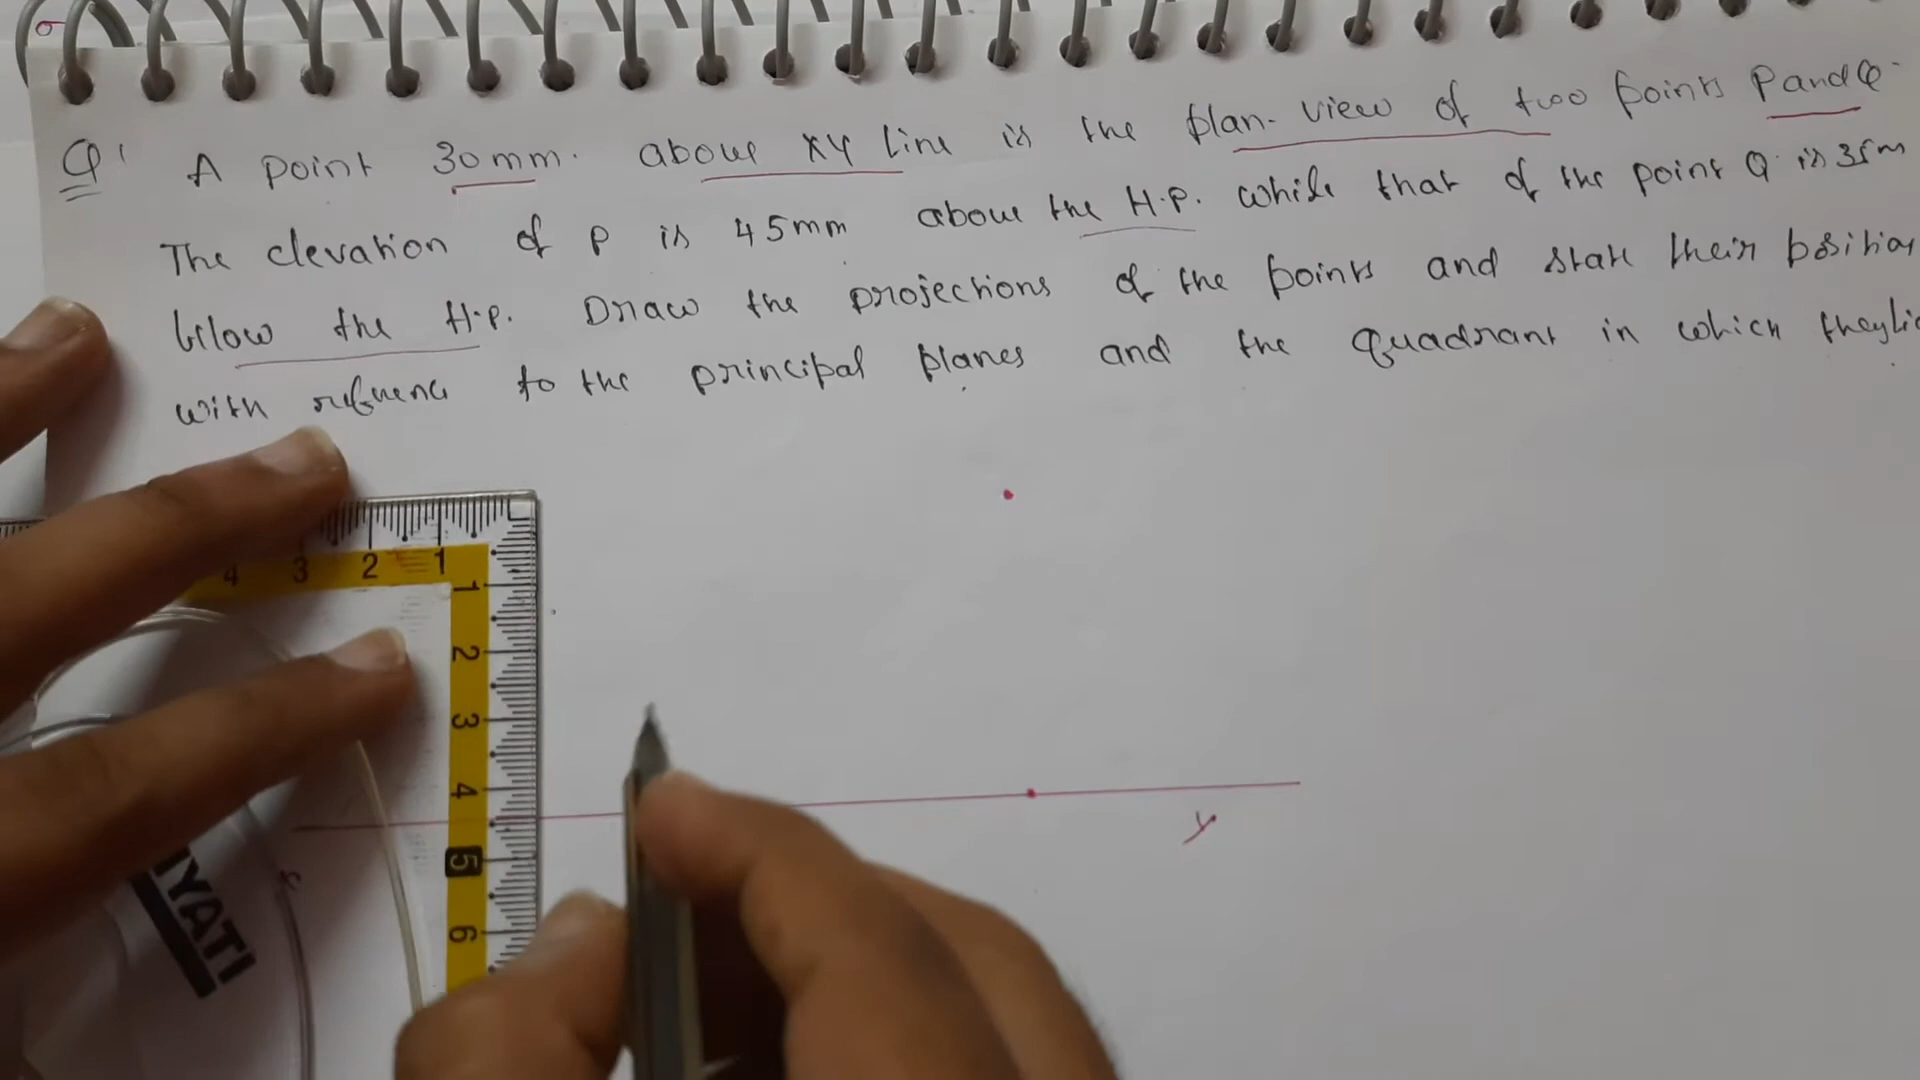 Q' A point 30mm. above XY line is the plan-view of two points P and Q.
The elevation of P is 45mm above the H.P. while that of the point Q is 35m
below the H.P. Draw the projections of the points and state their position
with reference to the principal planes and the quadrant in which they lie
4 3 2 1
1
2
3
4
5
6
x
y
IYATI